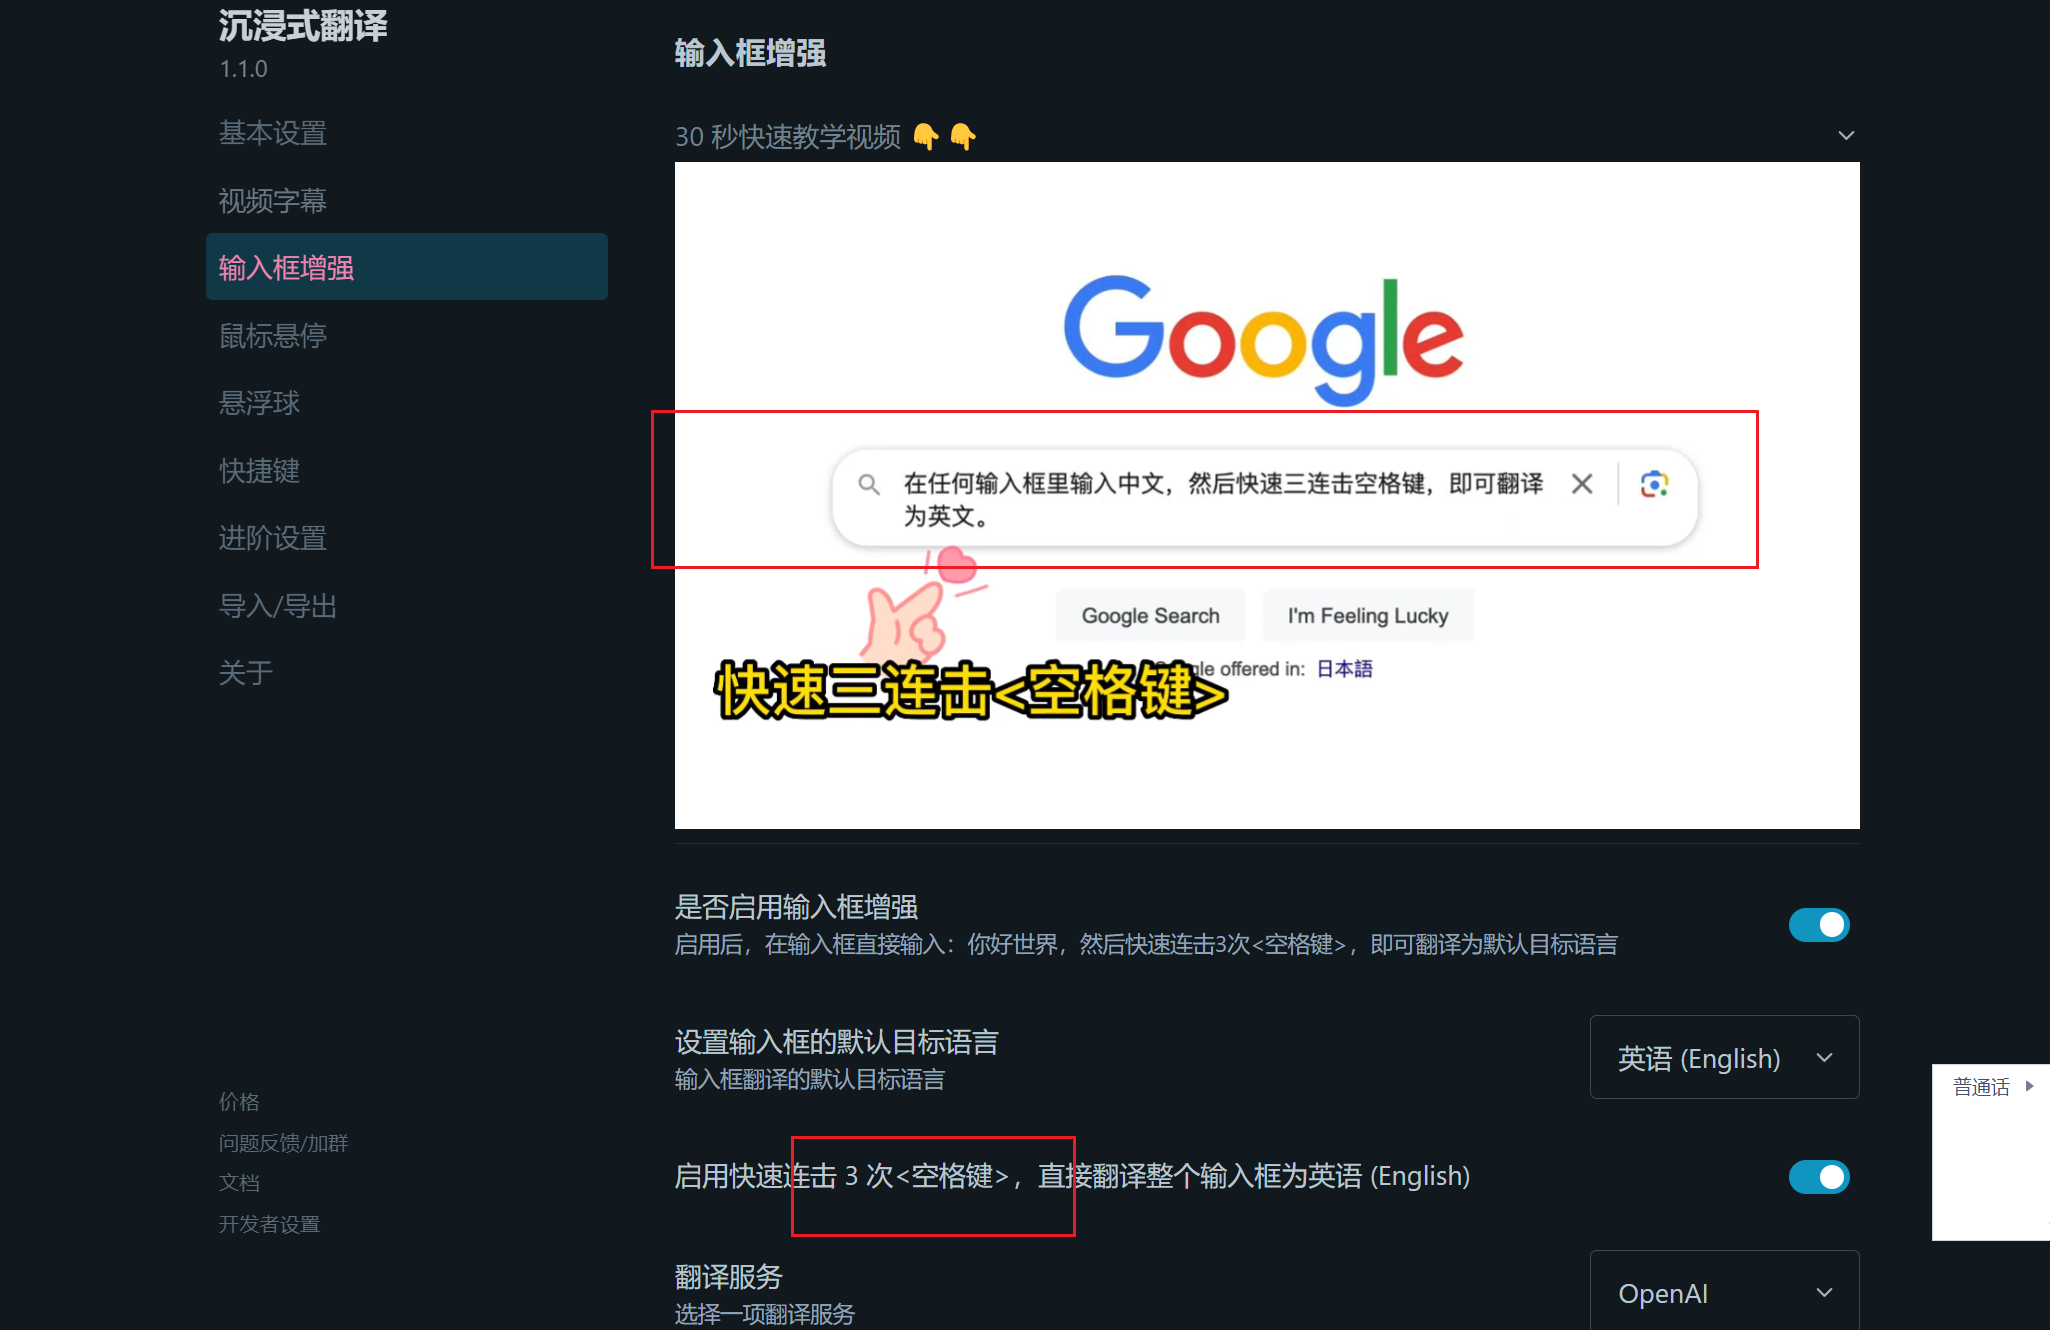 沉浸式翻译
1.1.0
基本设置
视频字幕
输入框增强
鼠标悬停
悬浮球
快捷键
进阶设置
导入/导出
关于
价格
问题反馈/加群
文档
开发者设置
输入框增强
30 秒快速教学视频 👇 👇
Google
在任何输入框里输入中文，然后快速三连击空格键，即可翻译
为英文。
Google Search
I'm Feeling Lucky
gle offered in: 日本語
快速三连击<空格键>
是否启用输入框增强
启用后，在输入框直接输入：你好世界，然后快速连击3次<空格键>，即可翻译为默认目标语言
设置输入框的默认目标语言
输入框翻译的默认目标语言
英语 (English)
启用快速连击 3 次<空格键>，直接翻译整个输入框为英语 (English)
翻译服务
选择一项翻译服务
OpenAI
普通话